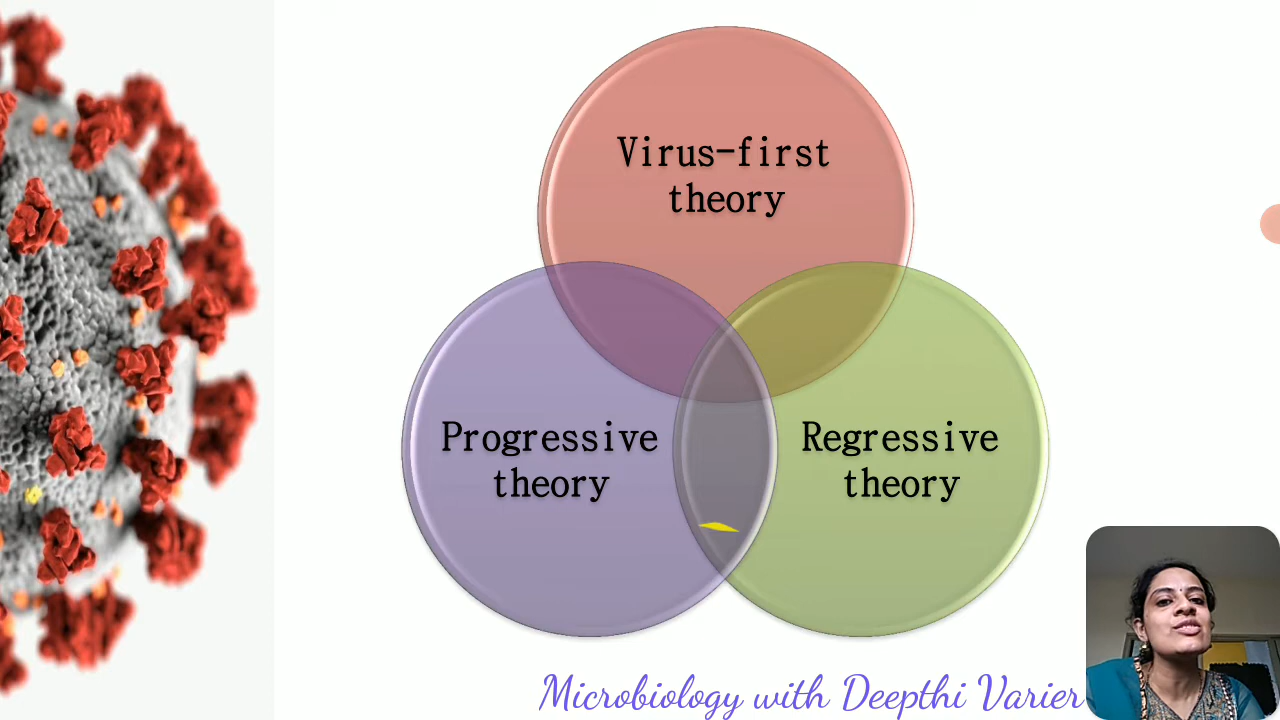 Virus-first
theory
Progressive
theory
Regressive
theory
Microbiology with Deepthi Varier